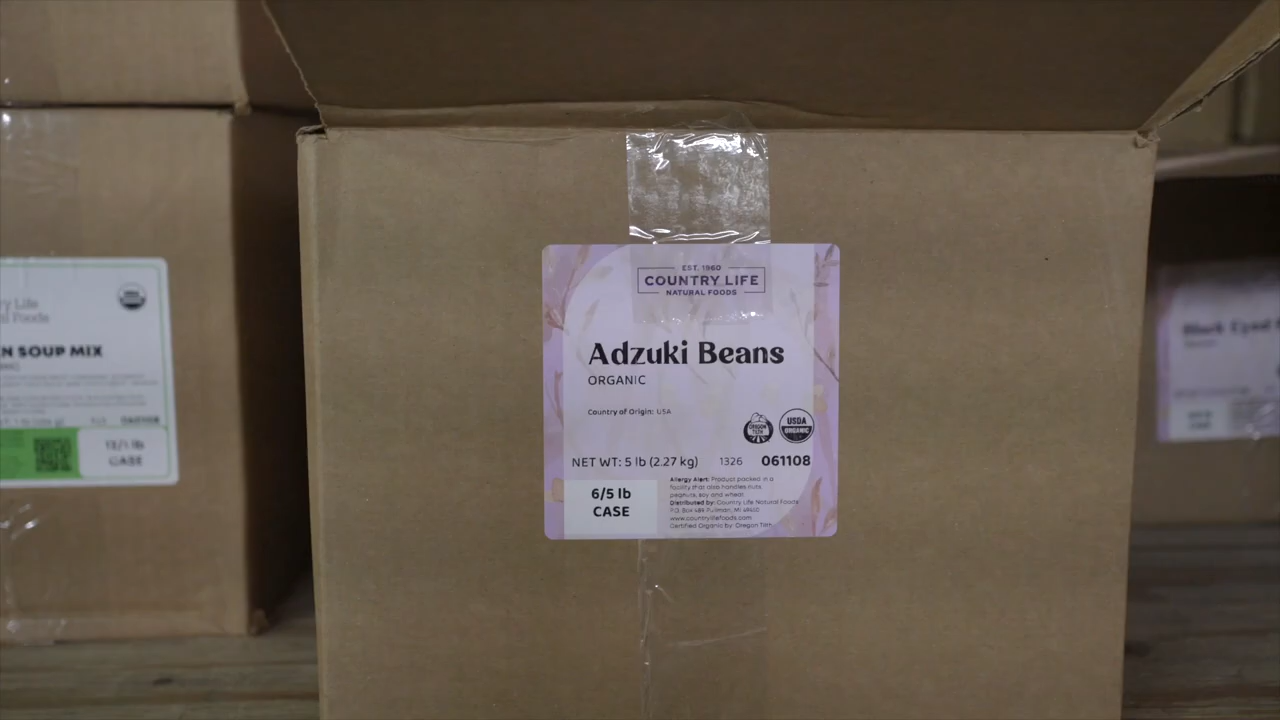 N SOUP MIX
CASE
EST. 1960
COUNTRY LIFE
NATURAL FOODS
Adzuki Beans
ORGANIC
Country of Origin: USA
OREGON
TILTH
USDA
ORGANIC
NET WT: 5 lb (2.27 kg) 1326 061108
6/5 lb
CASE
Allergy Alert: Product packed in a
facility that also handles nuts,
peanuts, soy and wheat.
Distributed by: Country Life Natural Foods
P.O. Box 489 Pullman, MI 49450
www.countrylifefoods.com
Certified Organic by: Oregon Tilth
Black Eyed